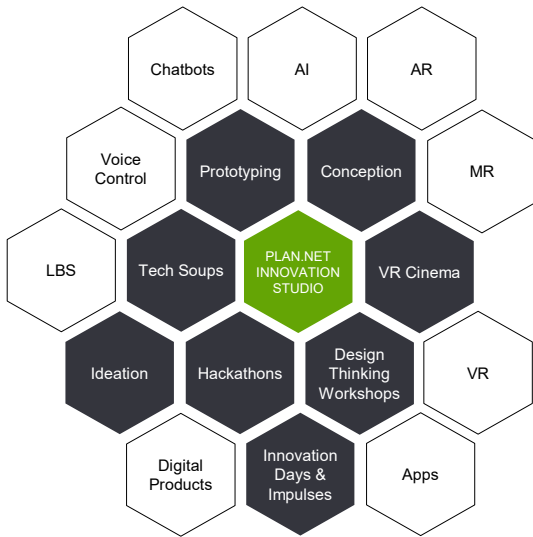 Chatbots
AI
AR
Voice
Control
Prototyping
Conception
MR
LBS
Tech Soups
PLAN.NET
INNOVATION
STUDIO
VR Cinema
Ideation
Hackathons
Design
Thinking
Workshops
VR
Digital
Products
Innovation
Days &
Impulses
Apps